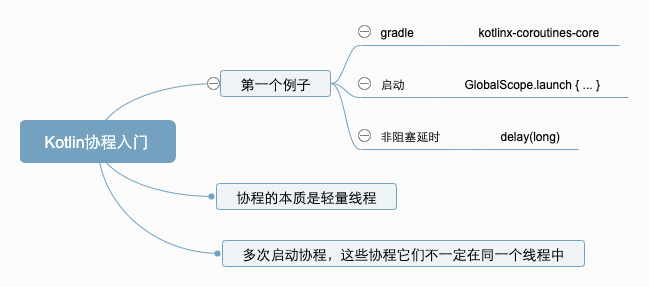 Kotlin协程入门
第一个例子
gradle kotlinx-coroutines-core
启动 GlobalScope.launch { ... }
非阻塞延时 delay(long)
协程的本质是轻量线程
多次启动协程，这些协程它们不一定在同一个线程中